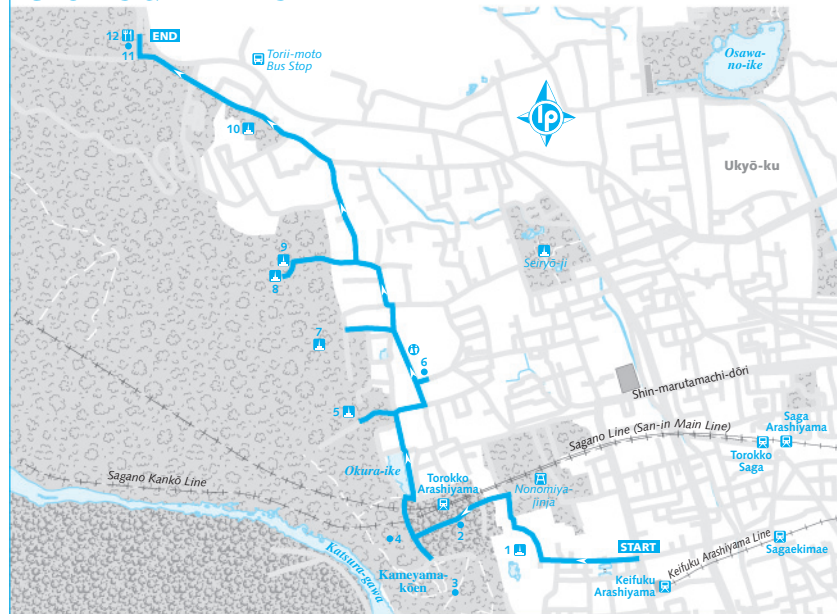 12
END
11
Torii-moto
Bus Stop
Osawa-
no-ike
lp
10
Ukyō-ku
9
8
Seiryō-ji
7
6
Shin-marutamachi-dōri
5
Saga
Arashiyama
Sagano Line (San-in Main Line)
Torokko
Saga
Okura-ike
Sagano Kankō Line
Torokko
Arashiyama
Nonomiya-
jinja
Katsura-gawa
4
2
1
START
Keifuku Arashiyama Line
Sagaekimae
Kameyama-
kōen
3
Keifuku
Arashiyama